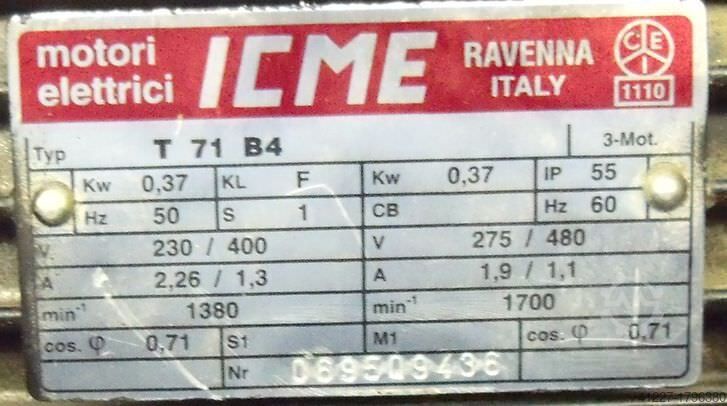 motori elettrici ICME RAVENNA ITALY CEI 1110
Typ T 71 B4 3-Mot.
Kw 0,37 KL F Kw 0,37 IP 55
Hz 50 S 1 CB Hz 60
V. 230 / 400 V 275 / 480
A 2,26 / 1,3 A 1,9 / 1,1
min-1 1380 min-1 1700
cos. φ 0,71 S1 M1 cos. φ 0,71
Nr 0695Q9436